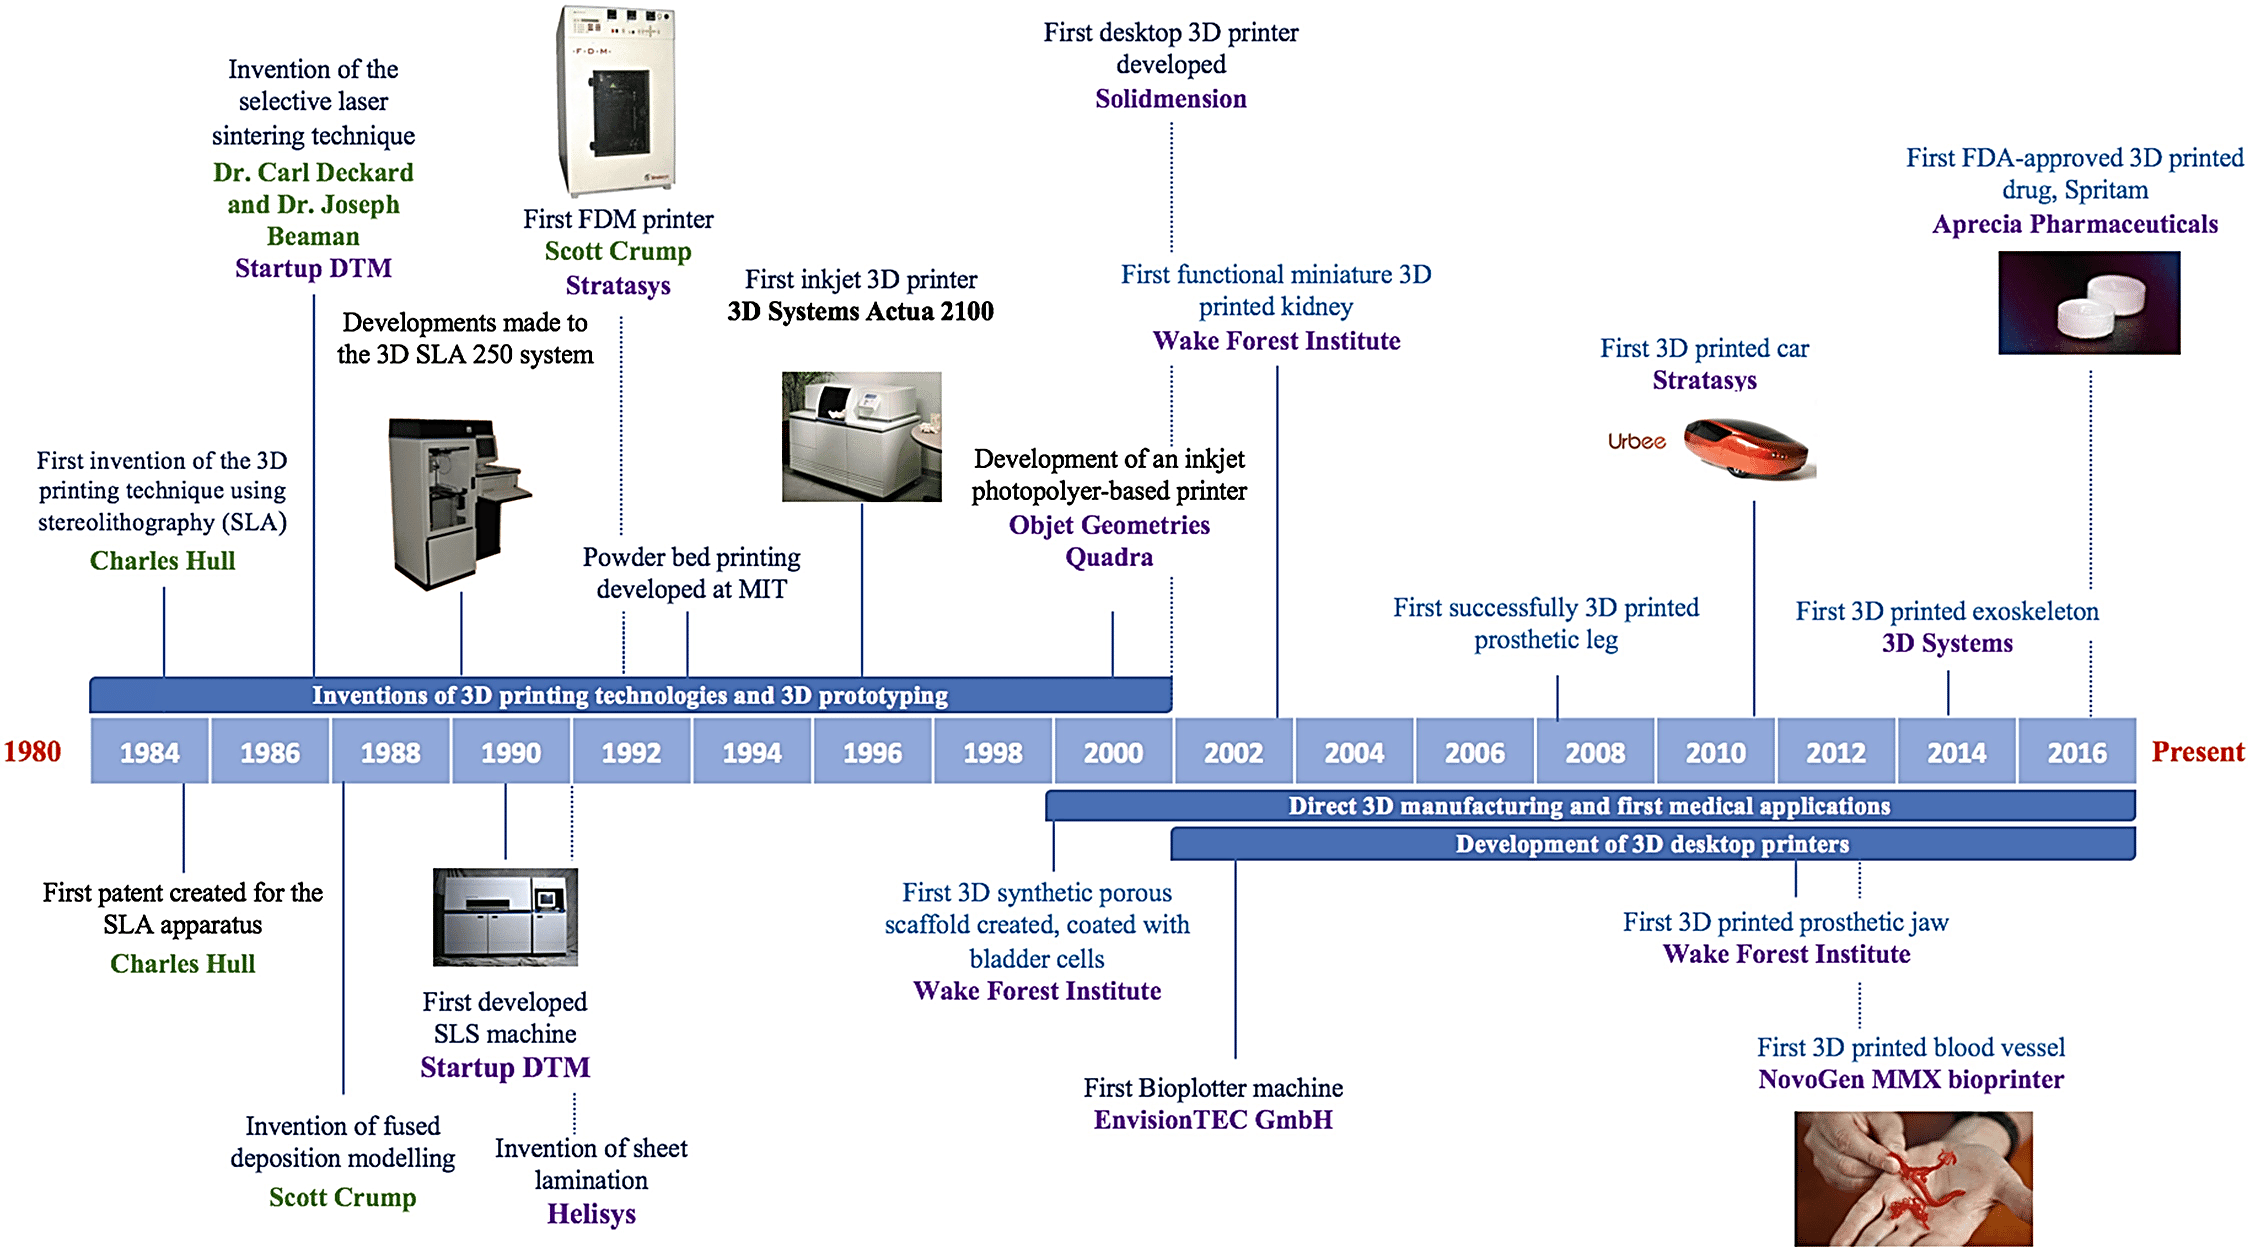 First desktop 3D printer
developed
Solidmension
Invention of the
selective laser
sintering technique
Dr. Carl Deckard
and Dr. Joseph
Beaman
Startup DTM
F-D-M
First FDM printer
Scott Crump
Stratasys
First FDA-approved 3D printed
drug, Spritam
Aprecia Pharmaceuticals
First inkjet 3D printer
3D Systems Actua 2100
First functional miniature 3D
printed kidney
Wake Forest Institute
Developments made to
the 3D SLA 250 system
First 3D printed car
Stratasys
Urbee
First invention of the 3D
printing technique using
stereolithography (SLA)
Charles Hull
Development of an inkjet
photopolyer-based printer
Objet Geometries
Quadra
Powder bed printing
developed at MIT
First successfully 3D printed
prosthetic leg
First 3D printed exoskeleton
3D Systems
Inventions of 3D printing technologies and 3D prototyping
1980 1984 1986 1988 1990 1992 1994 1996 1998 2000 2002 2004 2006 2008 2010 2012 2014 2016 Present
Direct 3D manufacturing and first medical applications
Development of 3D desktop printers
First patent created for the
SLA apparatus
Charles Hull
First developed
SLS machine
Startup DTM
Invention of fused
deposition modelling
Scott Crump
Invention of sheet
lamination
Helisys
First 3D synthetic porous
scaffold created, coated with
bladder cells
Wake Forest Institute
First Bioplotter machine
EnvisionTEC GmbH
First 3D printed prosthetic jaw
Wake Forest Institute
First 3D printed blood vessel
NovoGen MMX bioprinter